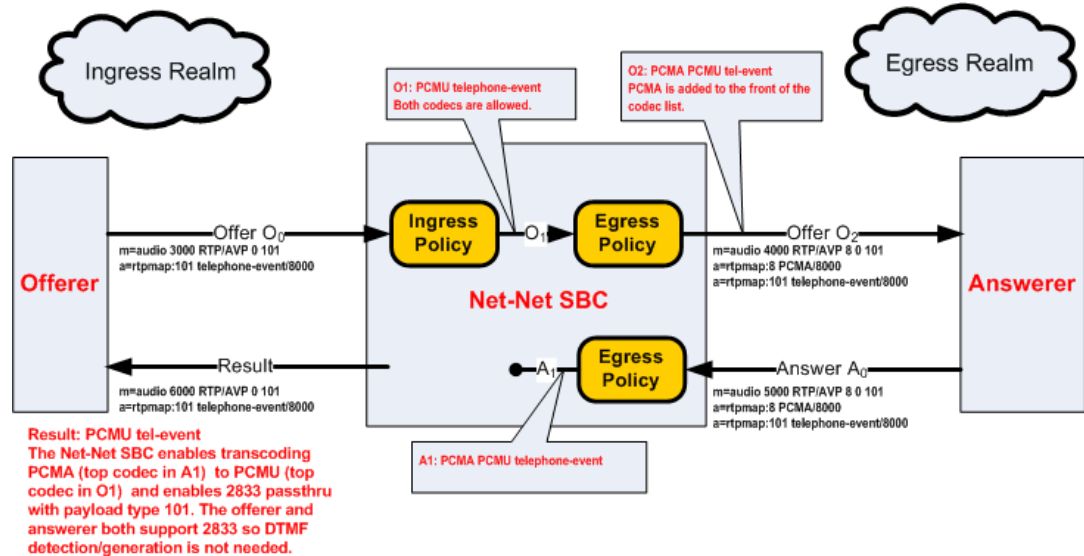 Ingress Realm
Egress Realm
O1: PCMU telephone-event
Both codecs are allowed.
O2: PCMA PCMU tel-event
PCMA is added to the front of the
codec list.
Offerer
Offer O0
m=audio 3000 RTP/AVP 0 101
a=rtpmap:101 telephone-event/8000
Ingress
Policy
O1
Egress
Policy
Offer O2
m=audio 4000 RTP/AVP 8 0 101
a=rtpmap:8 PCMA/8000
a=rtpmap:101 telephone-event/8000
Answerer
Net-Net SBC
Result
m=audio 6000 RTP/AVP 0 101
a=rtpmap:101 telephone-event/8000
A1
Egress
Policy
Answer A0
m=audio 5000 RTP/AVP 8 0 101
a=rtpmap:8 PCMA/8000
a=rtpmap:101 telephone-event/8000
Result: PCMU tel-event
The Net-Net SBC enables transcoding
PCMA (top codec in A1) to PCMU (top
codec in O1) and enables 2833 passthru
with payload type 101. The offerer and
answerer both support 2833 so DTMF
detection/generation is not needed.
A1: PCMA PCMU telephone-event